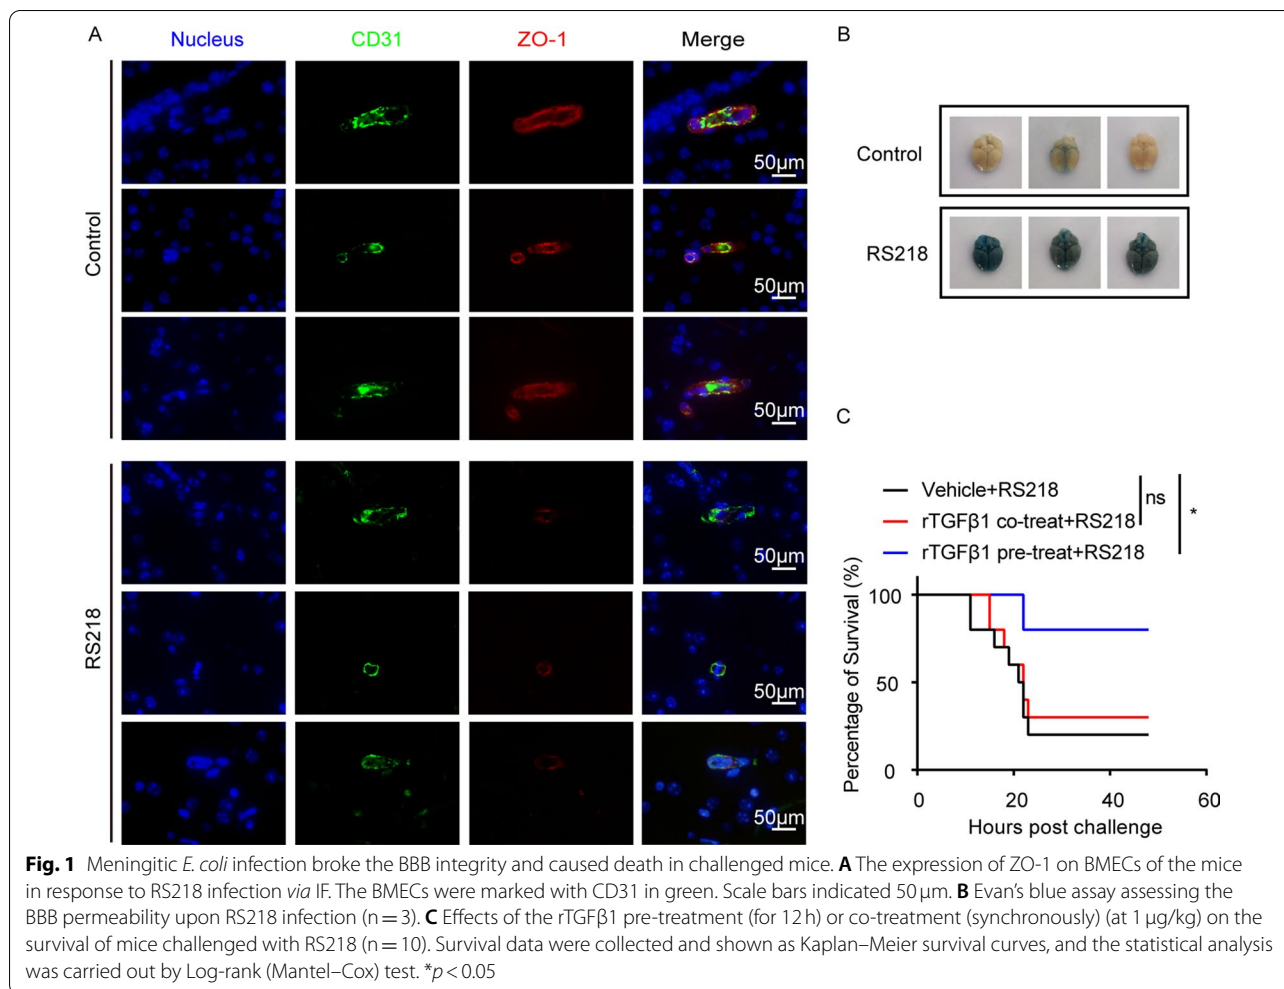 A
Nucleus
CD31
ZO-1
Merge
Control
50μm
50μm
50μm
RS218
50μm
50μm
50μm
B
Control
RS218
C
Vehicle+RS218
rTGFβ1 co-treat+RS218
rTGFβ1 pre-treat+RS218
ns
*
Percentage of Survival (%)
100
50
0
0
20
40
60
Hours post challenge
Fig. 1 Meningitic E. coli infection broke the BBB integrity and caused death in challenged mice. A The expression of ZO-1 on BMECs of the mice
in response to RS218 infection via IF. The BMECs were marked with CD31 in green. Scale bars indicated 50 μm. B Evan's blue assay assessing the
BBB permeability upon RS218 infection (n = 3). C Effects of the rTGFβ1 pre-treatment (for 12 h) or co-treatment (synchronously) (at 1 μg/kg) on the
survival of mice challenged with RS218 (n = 10). Survival data were collected and shown as Kaplan–Meier survival curves, and the statistical analysis
was carried out by Log-rank (Mantel–Cox) test. *p < 0.05